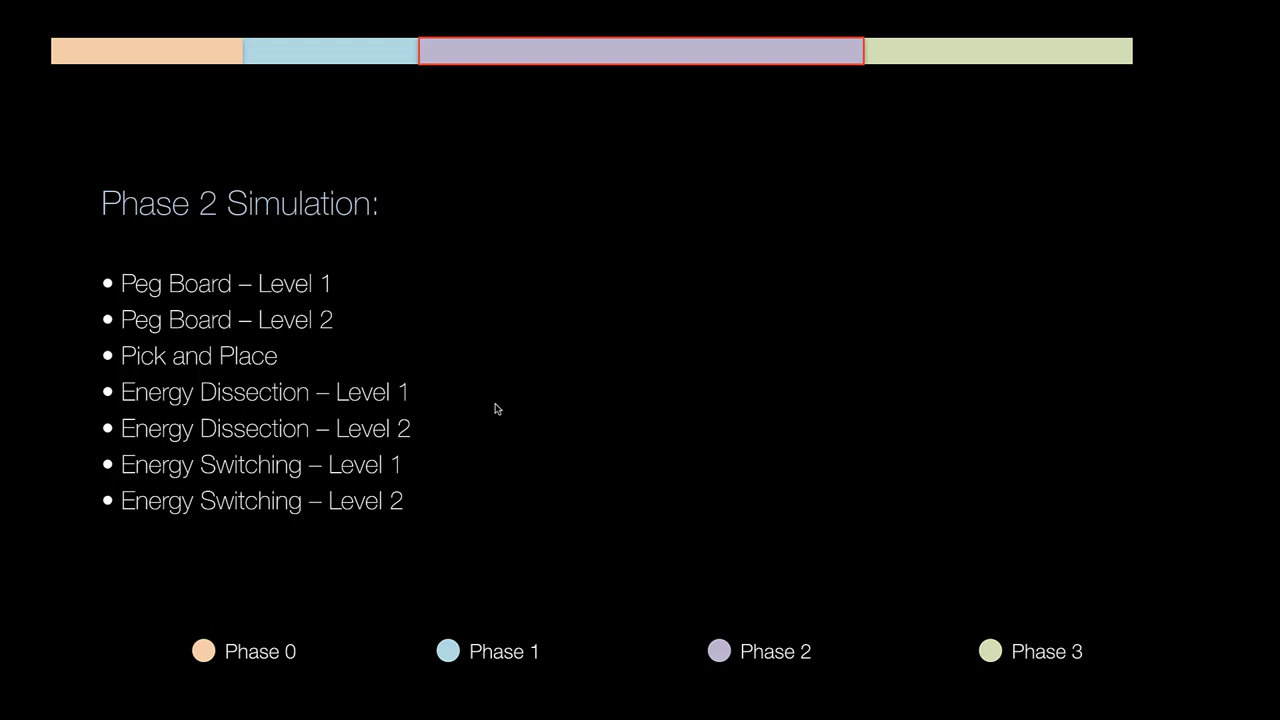 Phase 2 Simulation:
• Peg Board – Level 1
• Peg Board – Level 2
• Pick and Place
• Energy Dissection – Level 1
• Energy Dissection – Level 2
• Energy Switching – Level 1
• Energy Switching – Level 2
Phase 0 Phase 1 Phase 2 Phase 3